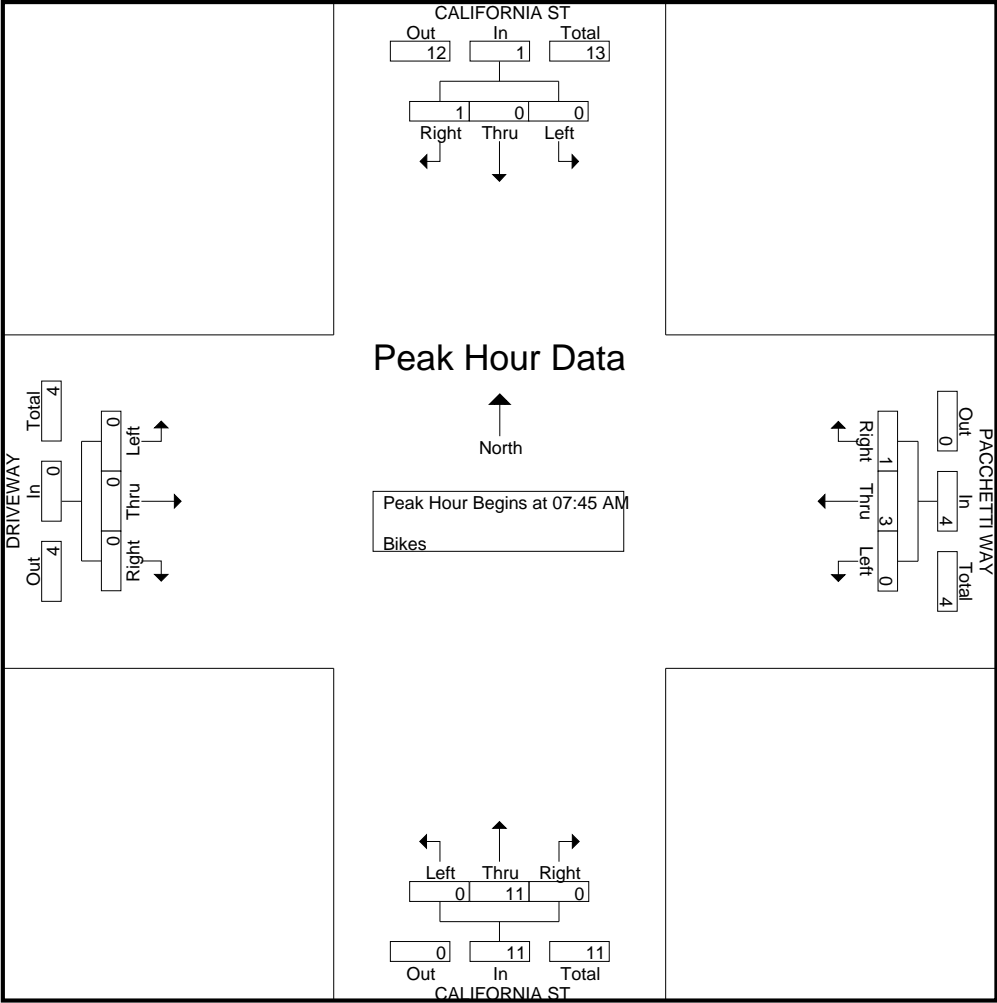 CALIFORNIA ST
Out In Total
12 1 13
1 0 0
Right Thru Left
Peak Hour Data
North
Peak Hour Begins at 07:45 AM
Bikes
DRIVEWAY
Out In Total
4 0 4
0 0 0
Right Thru Left
PACCHETTI WAY
Out In Total
0 4 4
1 3 0
Right Thru Left
Left Thru Right
0 11 0
0 11 11
Out In Total
CALIFORNIA ST